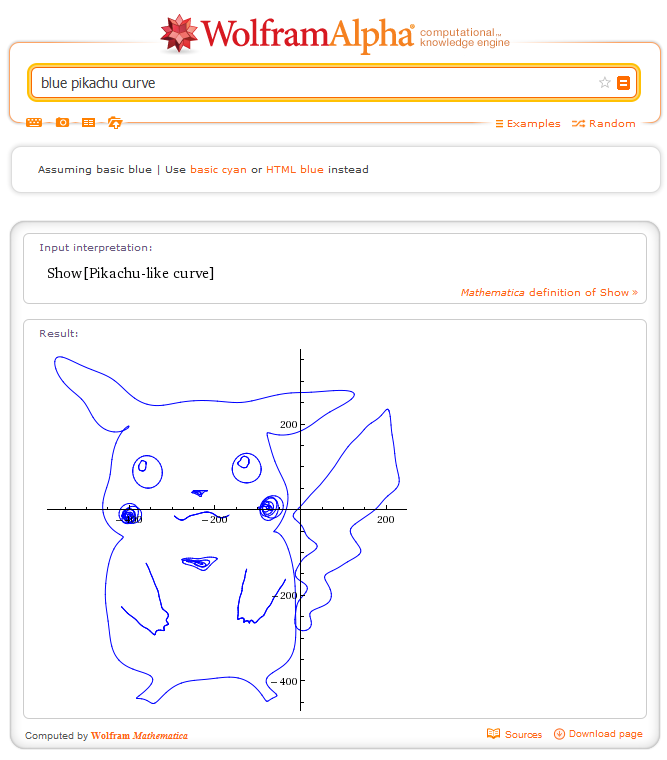 WolframAlpha® computational™ knowledge engine
blue pikachu curve
Examples Random
Assuming basic blue | Use basic cyan or HTML blue instead
Input interpretation:
Show[Pikachu-like curve]
Mathematica definition of Show »
Result:
200
-200 200
-200
-400
Computed by Wolfram Mathematica
Sources Download page